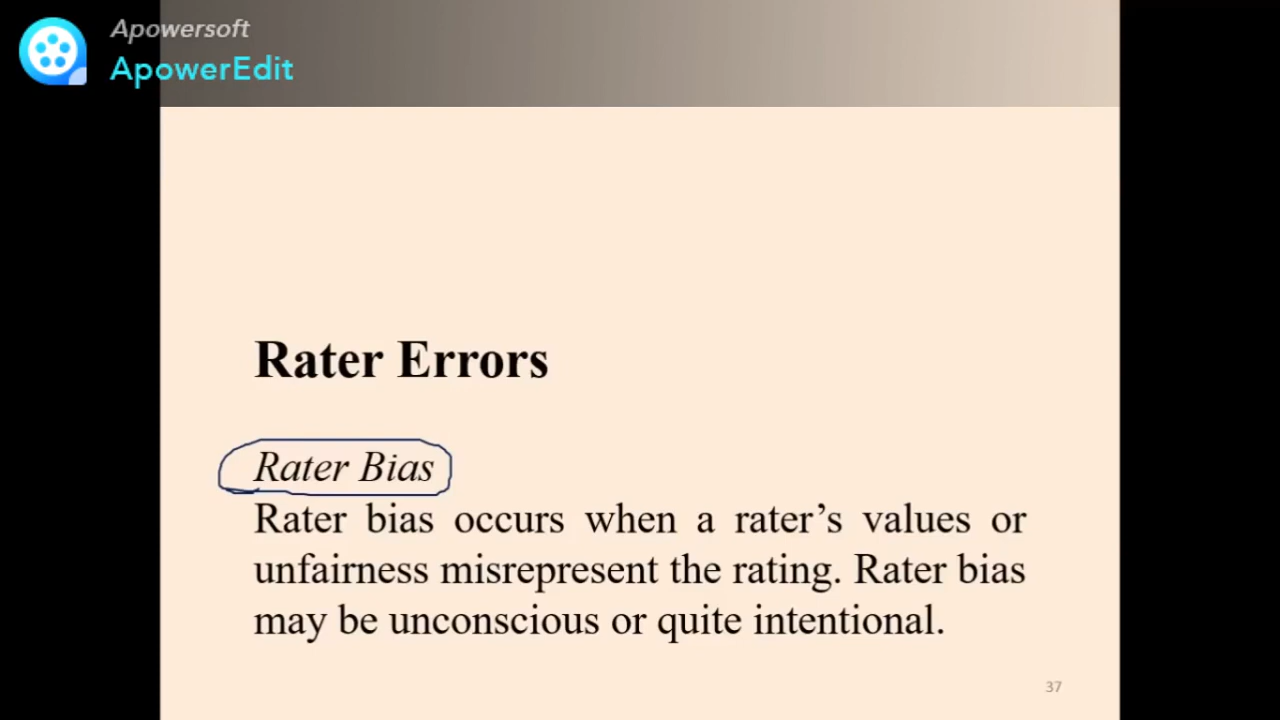 Apowersoft
ApowerEdit
Rater Errors
Rater Bias
Rater bias occurs when a rater’s values or
unfairness misrepresent the rating. Rater bias
may be unconscious or quite intentional.
37